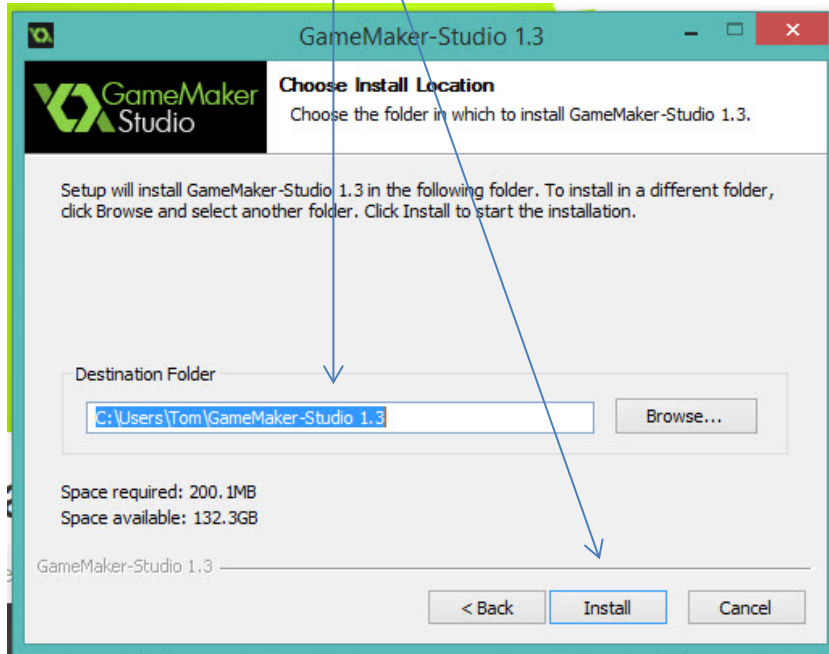 GameMaker-Studio 1.3
GameMaker
Studio
Choose Install Location
Choose the folder in which to install GameMaker-Studio 1.3.
Setup will install GameMaker-Studio 1.3 in the following folder. To install in a different folder,
click Browse and select another folder. Click Install to start the installation.
Destination Folder
C:\Users\Tom\GameMaker-Studio 1.3
Browse...
Space required: 200.1MB
Space available: 132.3GB
GameMaker-Studio 1.3
< Back
Install
Cancel